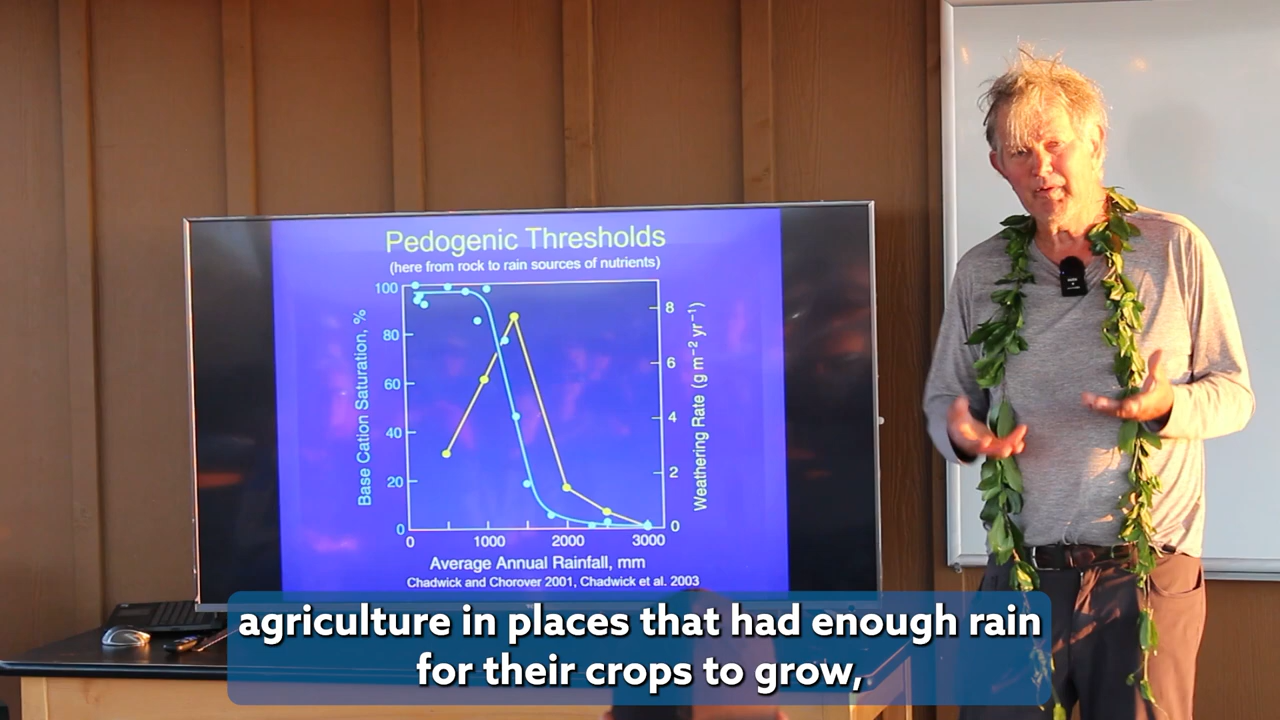 Pedogenic Thresholds
(here from rock to rain sources of nutrients)
Base Cation Saturation, %
100
80
60
40
20
0
8
6
4
2
0
Weathering Rate (g m⁻² yr⁻¹)
0 1000 2000 3000
Average Annual Rainfall, mm
Chadwick and Chorover 2001, Chadwick et al. 2003
agriculture in places that had enough rain
for their crops to grow,